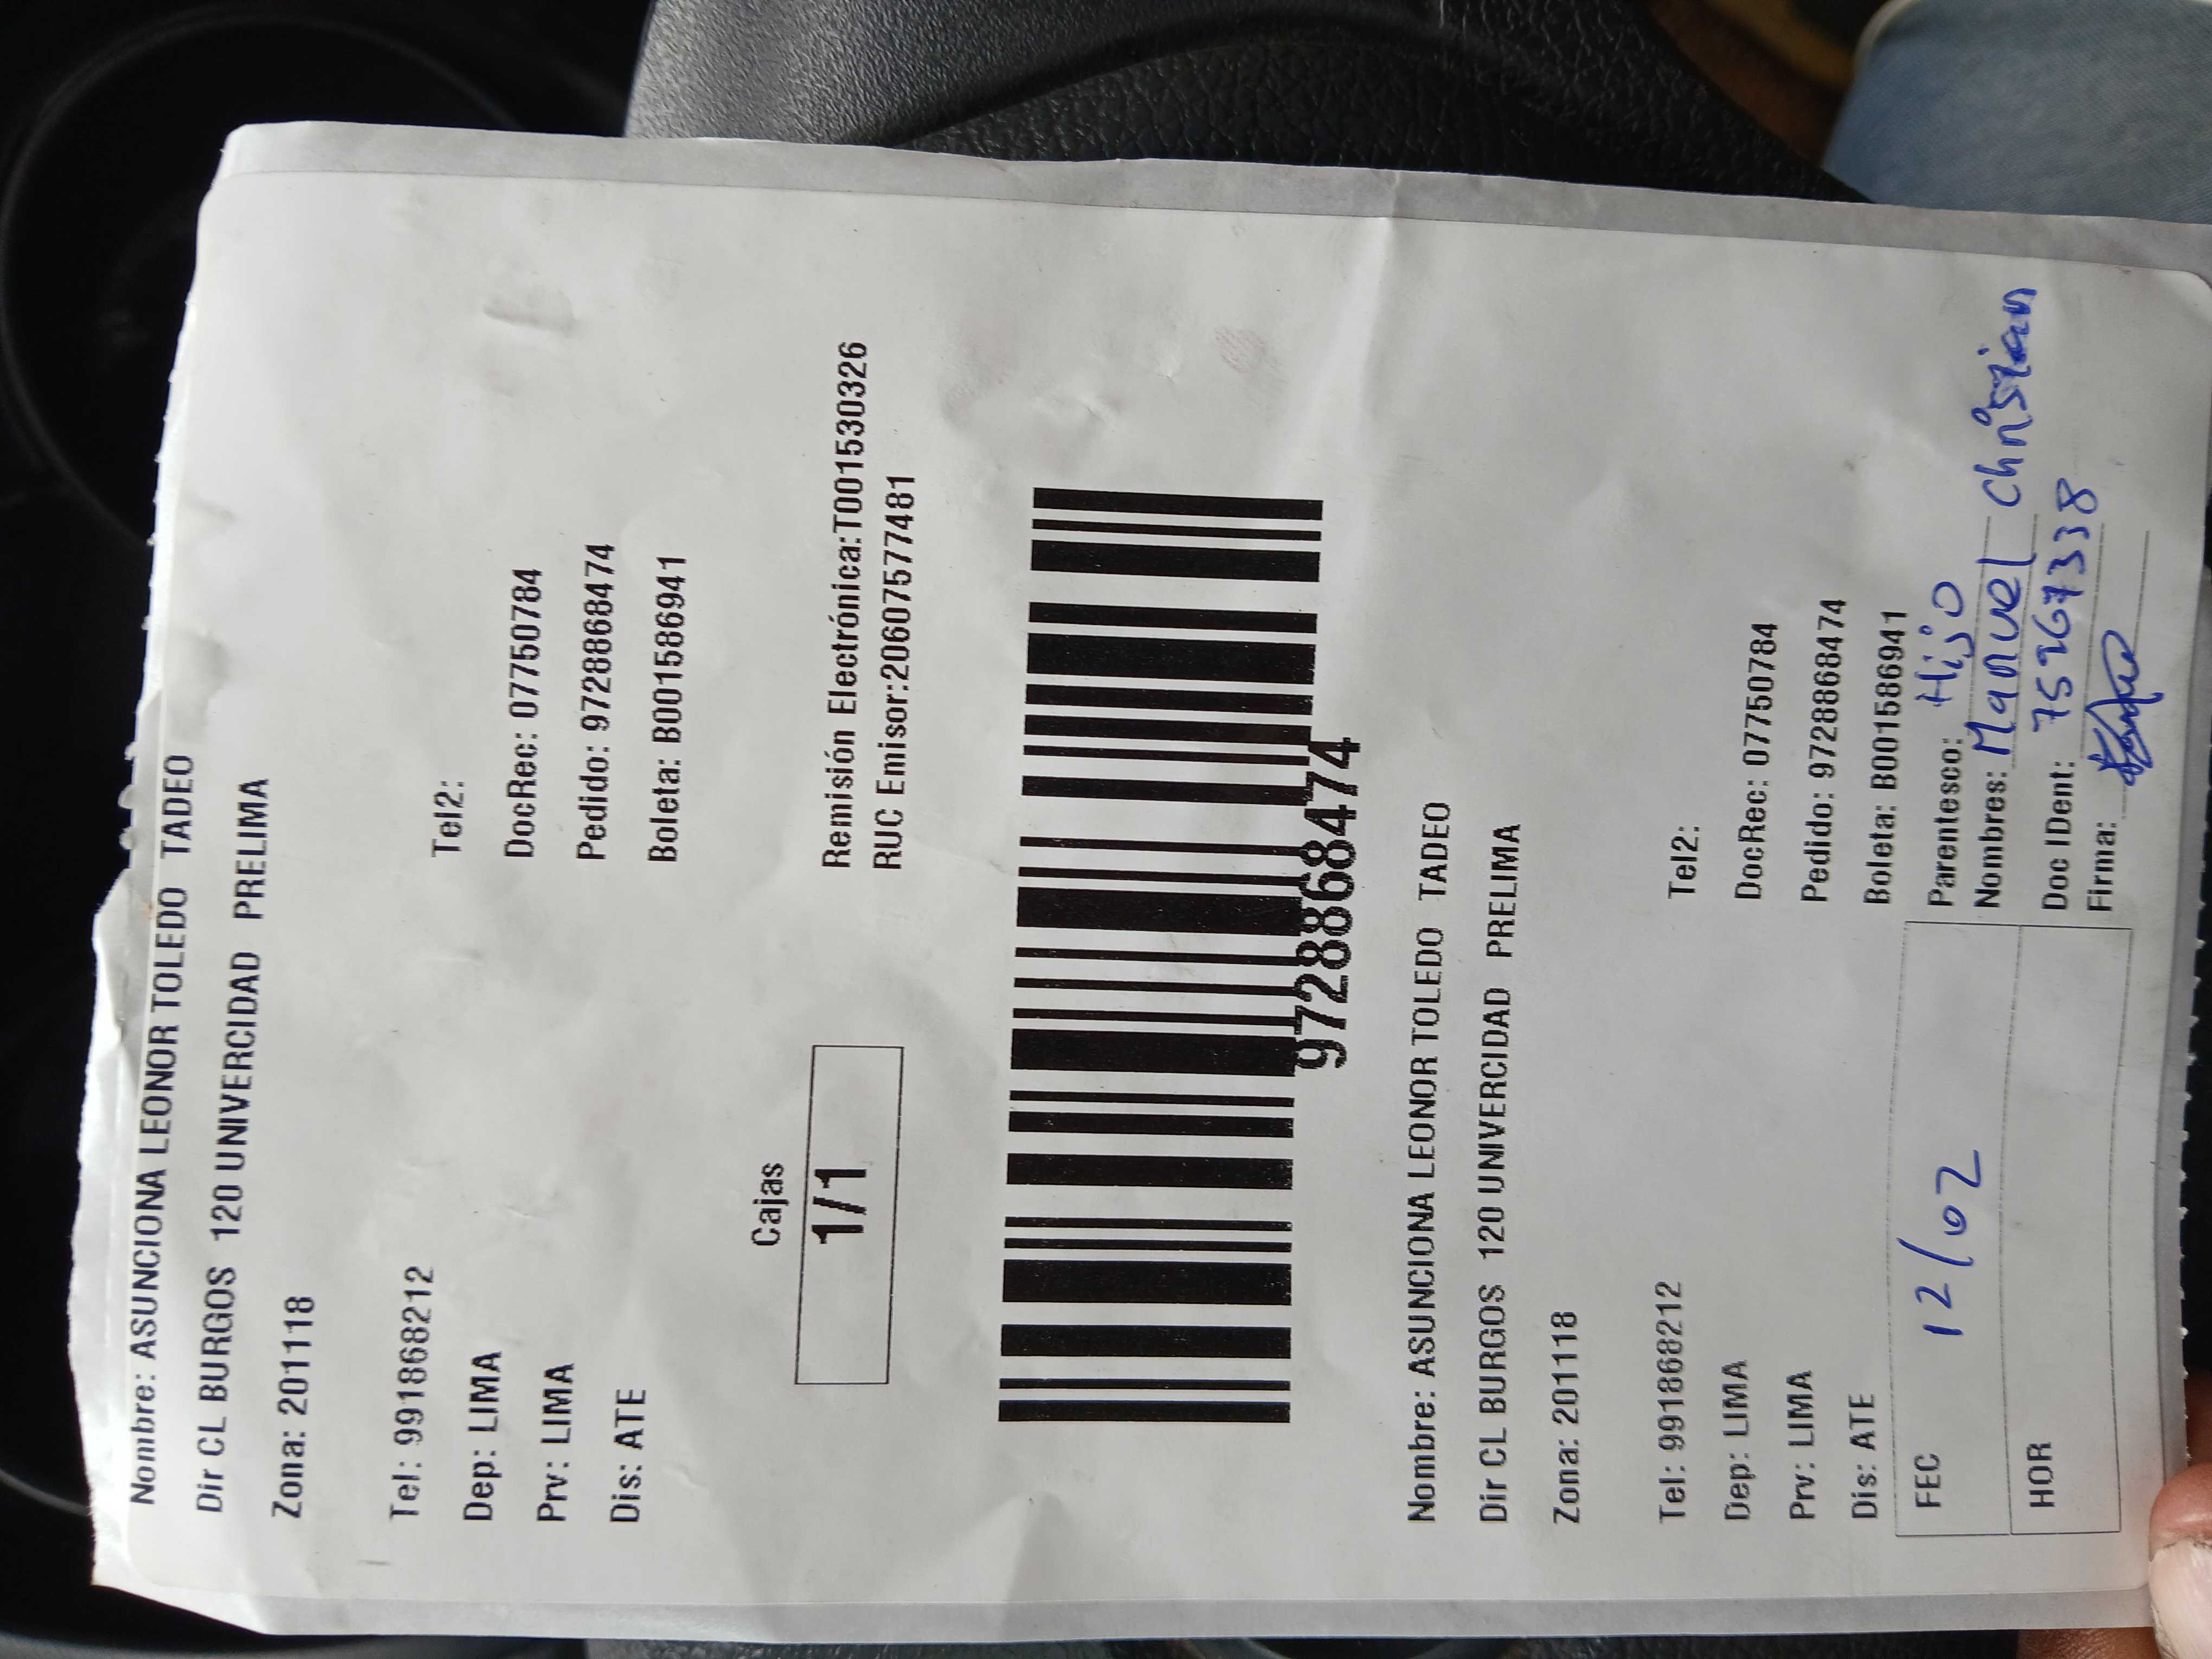 Nombre: ASUNCIONA LEONOR TOLEDO TADEO
Dir CL BURGOS 120 UNIVERCIDAD PRELIMA
Zona: 201118
Tel: 991868212 Tel2:
Dep: LIMA DocRec: 07750784
Prv: LIMA Pedido: 9728868474
Dis: ATE Boleta: B001586941
Cajas
1/1
Remisión Electrónica:T001530326
RUC Emisor:20607577481
9728868474
Nombre: ASUNCIONA LEONOR TOLEDO TADEO
Dir CL BURGOS 120 UNIVERCIDAD PRELIMA
Zona: 201118
Tel: 991868212 Tel2:
Dep: LIMA DocRec: 07750784
Prv: LIMA Pedido: 9728868474
Dis: ATE Boleta: B001586941
FEC 12/02
HOR
Parentesco: Hijo
Nombres: Manuel Christian
Doc IDent: 75267338
Firma: